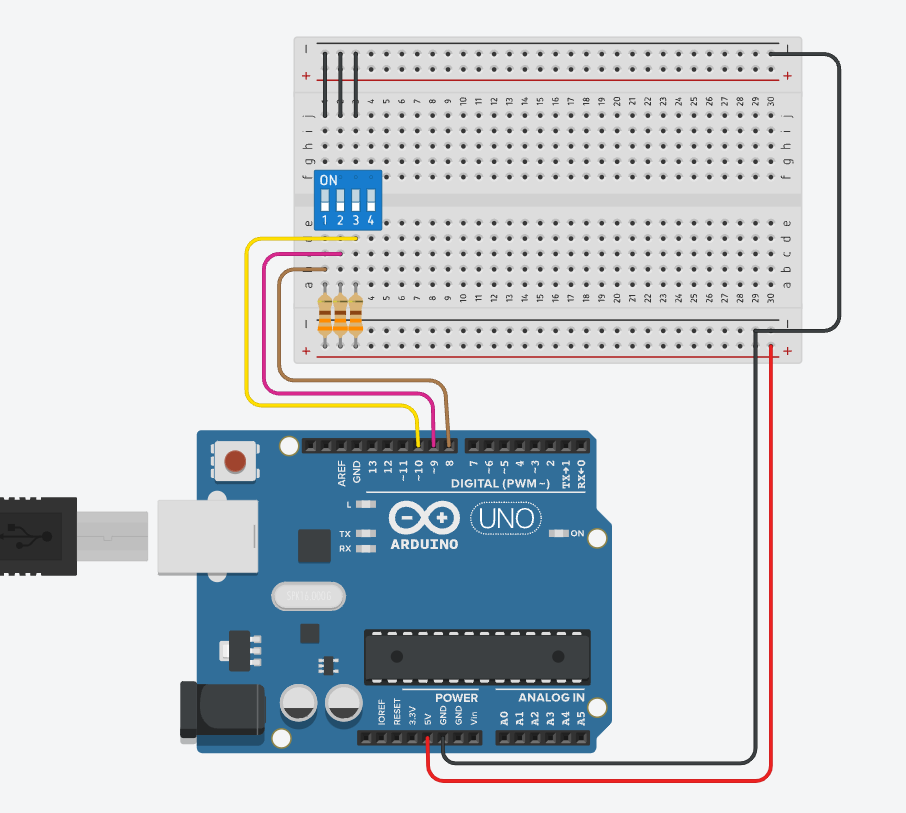 − −
+ +
1 2 3 4 5 6 7 8 9 10 11 12 13 14 15 16 17 18 19 20 21 22 23 24 25 26 27 28 29 30
j j
i i
h h
g g
f f
ON
1 2 3 4
e e
d d
c c
b b
a a
1 2 3 4 5 6 7 8 9 10 11 12 13 14 15 16 17 18 19 20 21 22 23 24 25 26 27 28 29 30
− −
+ +
AREF GND 13 12 ~11 ~10 ~9 8 7 ~6 ~5 4 ~3 2 TX→1 RX←0
DIGITAL (PWM ~)
L
TX
RX
ARDUINO
UNO
ON
SPK16.000G
POWER ANALOG IN
IOREF RESET 3.3V 5V GND GND Vin A0 A1 A2 A3 A4 A5